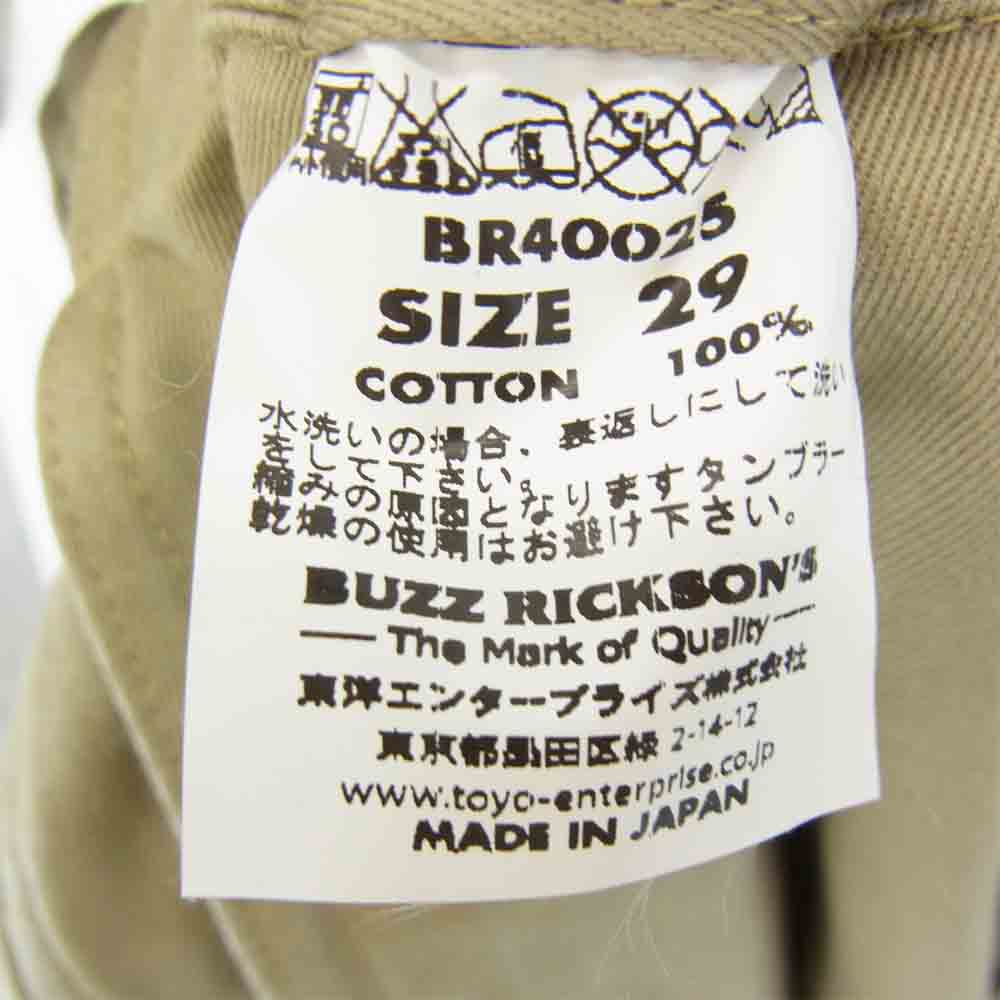 BR40025
SIZE 29
COTTON 100%
水洗いの場合、裏返しにして洗い
をして下さい。
縮みの原因となりますタンブラー
乾燥の使用はお避け下さい。
BUZZ RICKSON'S
The Mark of Quality
東洋エンタープライズ株式会社
東京都墨田区緑 2-14-12
www.toyo-enterprise.co.jp
MADE IN JAPAN